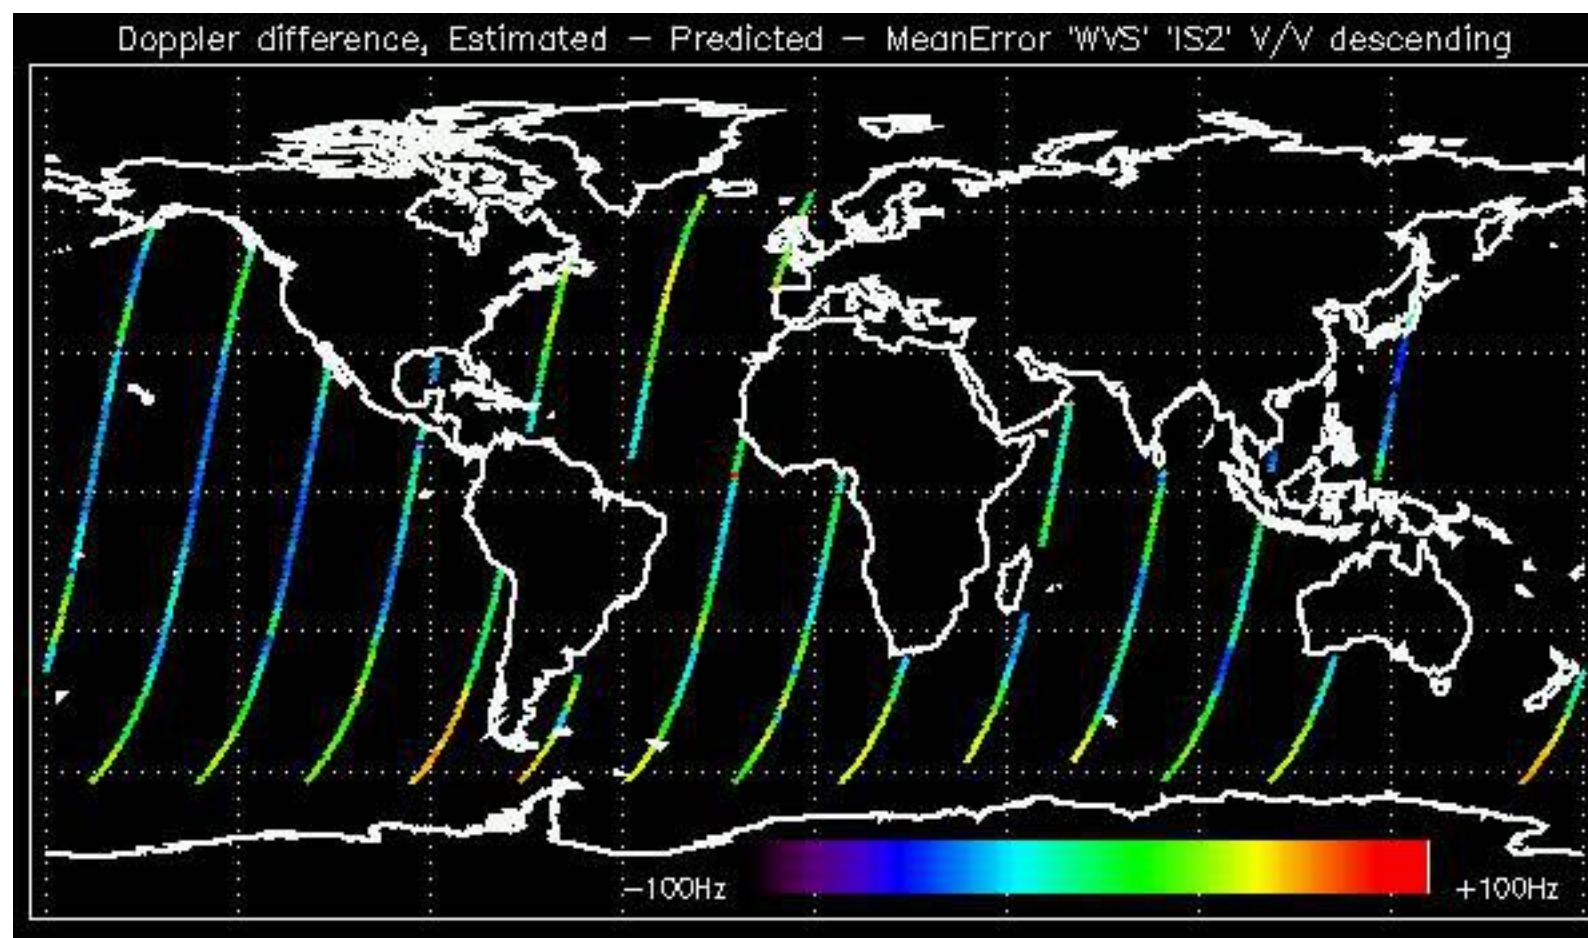 Doppler difference, Estimated – Predicted – MeanError 'WVS' 'IS2' V/V descending
–100Hz +100Hz